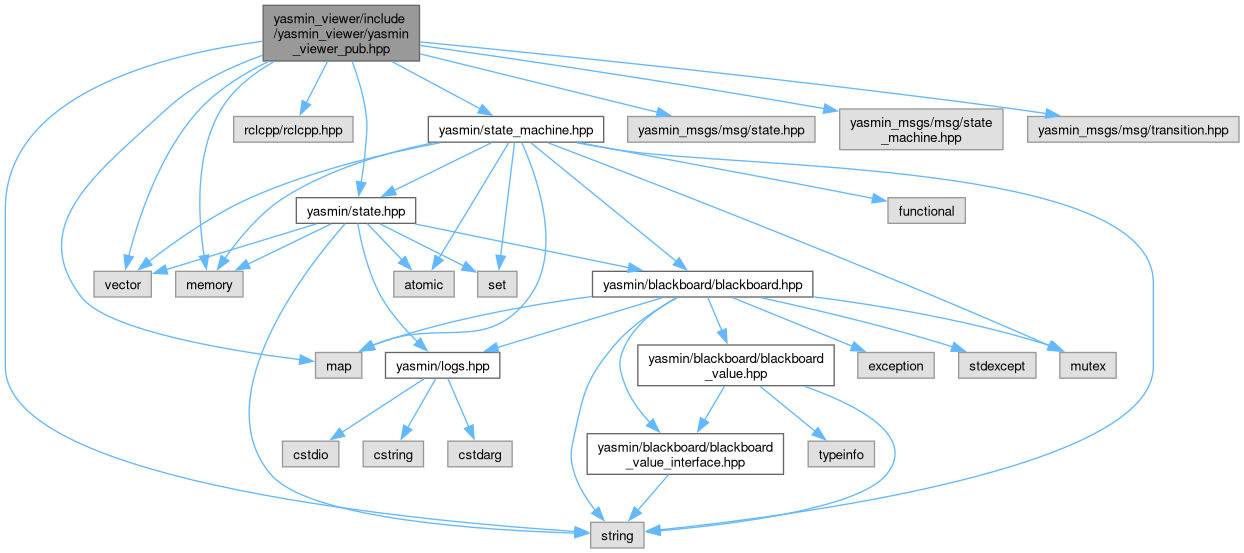 yasmin_viewer/include
/yasmin_viewer/yasmin
_viewer_pub.hpp
rclcpp/rclcpp.hpp
yasmin/state_machine.hpp
yasmin_msgs/msg/state.hpp
yasmin_msgs/msg/state
_machine.hpp
yasmin_msgs/msg/transition.hpp
yasmin/state.hpp
functional
vector
memory
atomic
set
yasmin/blackboard/blackboard.hpp
map
yasmin/logs.hpp
yasmin/blackboard/blackboard
_value.hpp
exception
stdexcept
mutex
cstdio
cstring
cstdarg
yasmin/blackboard/blackboard
_value_interface.hpp
typeinfo
string